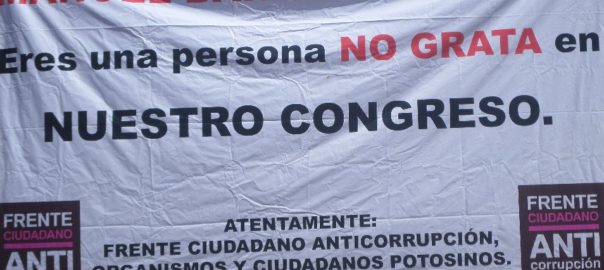 Eres una persona NO GRATA en
NUESTRO CONGRESO.
ATENTAMENTE:
FRENTE CIUDADANO ANTICORRUPCIÓN,
ORGANISMOS Y CIUDADANOS POTOSINOS.
FRENTE
CIUDADANO
ANTI
FRENTE
CIUDADANO
ANTI
corrupción